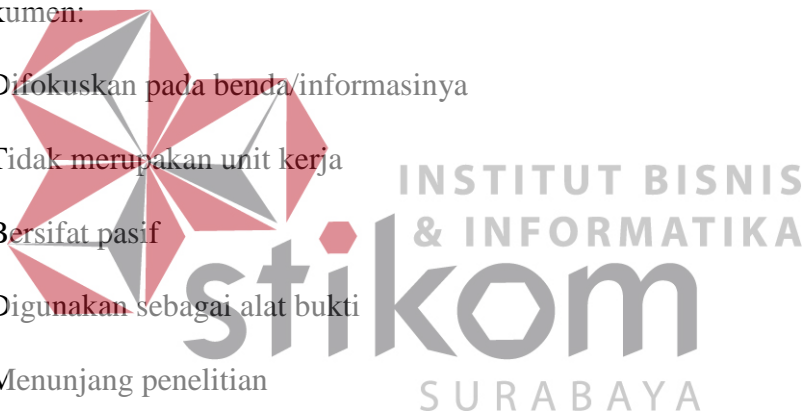 kumen:
Difokuskan pada benda/informasinya
Tidak merupakan unit kerja
INSTITUT BISNIS
Bersifat pasif
& INFORMATIKA
stikom
Digunakan sebagai alat bukti
Menunjang penelitian
SURABAYA